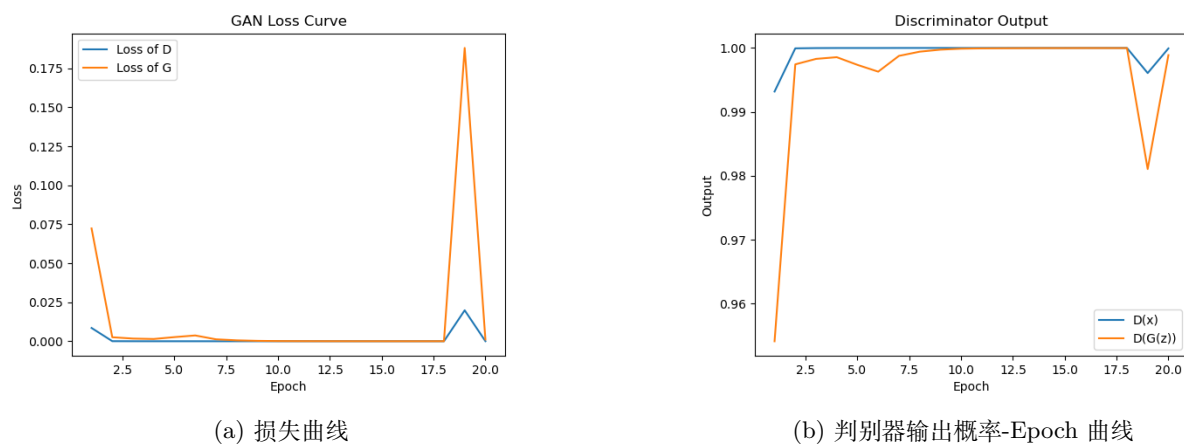 GAN Loss Curve
Loss of D
Loss of G
0.175
0.150
0.125
0.100
0.075
0.050
0.025
0.000
Loss
2.5 5.0 7.5 10.0 12.5 15.0 17.5 20.0
Epoch
(a) 损失曲线
Discriminator Output
1.00
0.99
0.98
0.97
0.96
Output
D(x)
D(G(z))
2.5 5.0 7.5 10.0 12.5 15.0 17.5 20.0
Epoch
(b) 判别器输出概率-Epoch 曲线